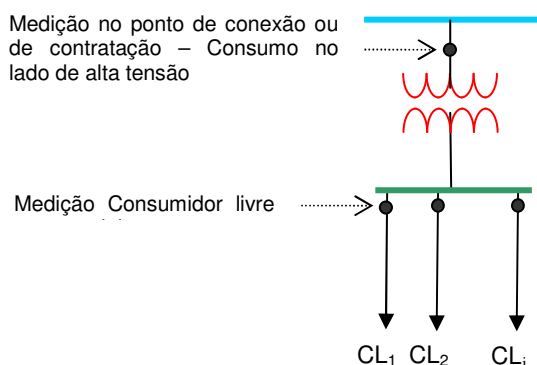 Medição no ponto de conexão ou
de contratação – Consumo no
lado de alta tensão
Medição Consumidor livre
CL₁ CL₂ CLᵢ